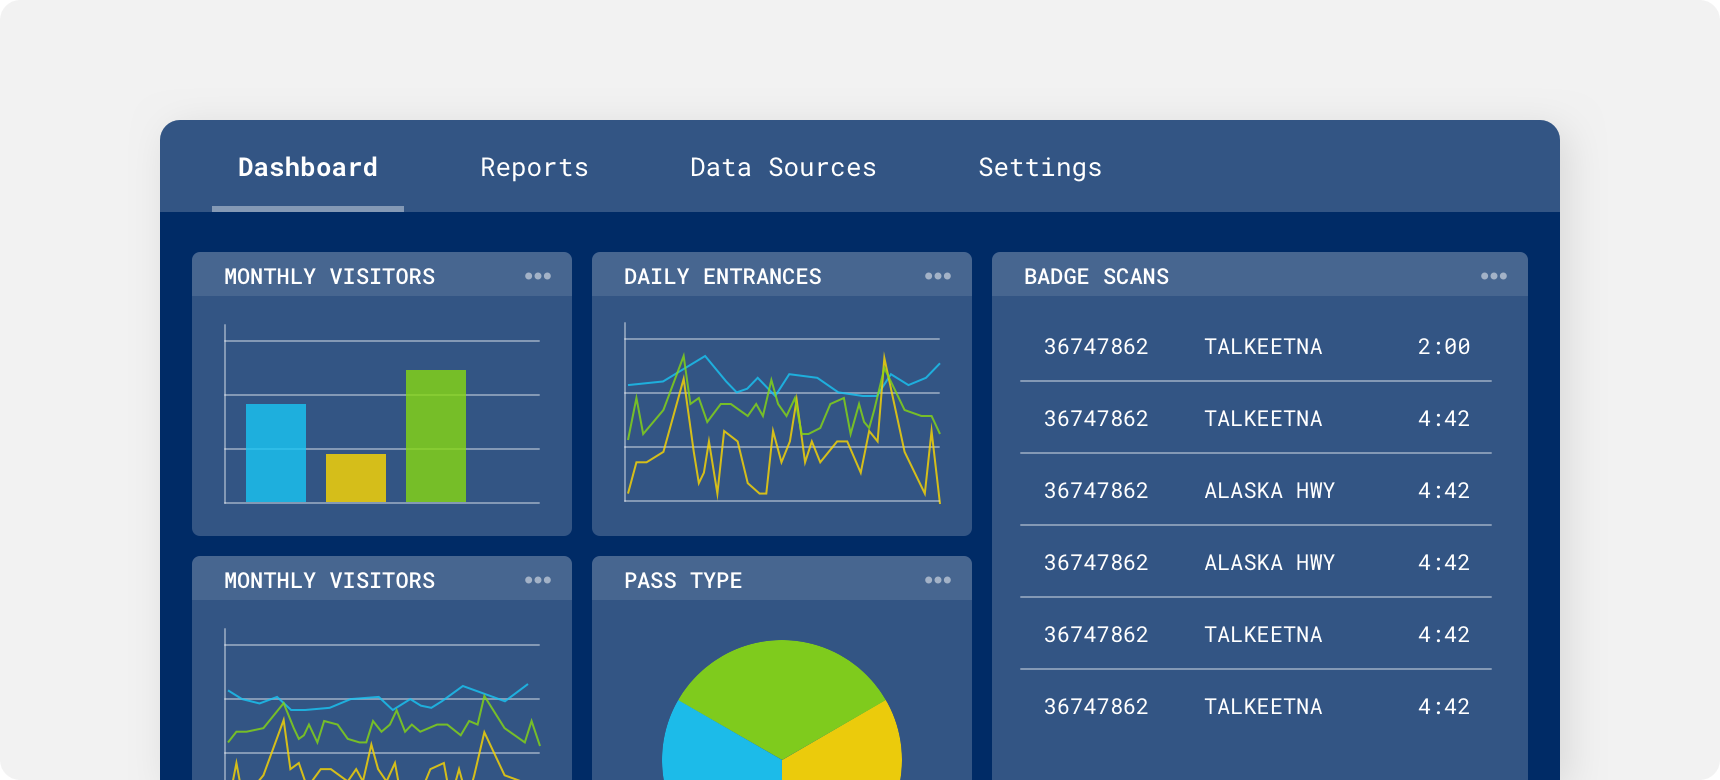 Dashboard Reports Data Sources Settings
MONTHLY VISITORS
DAILY ENTRANCES
BADGE SCANS
36747862 TALKEETNA 2:00
36747862 TALKEETNA 4:42
36747862 ALASKA HWY 4:42
36747862 ALASKA HWY 4:42
36747862 TALKEETNA 4:42
36747862 TALKEETNA 4:42
MONTHLY VISITORS
PASS TYPE